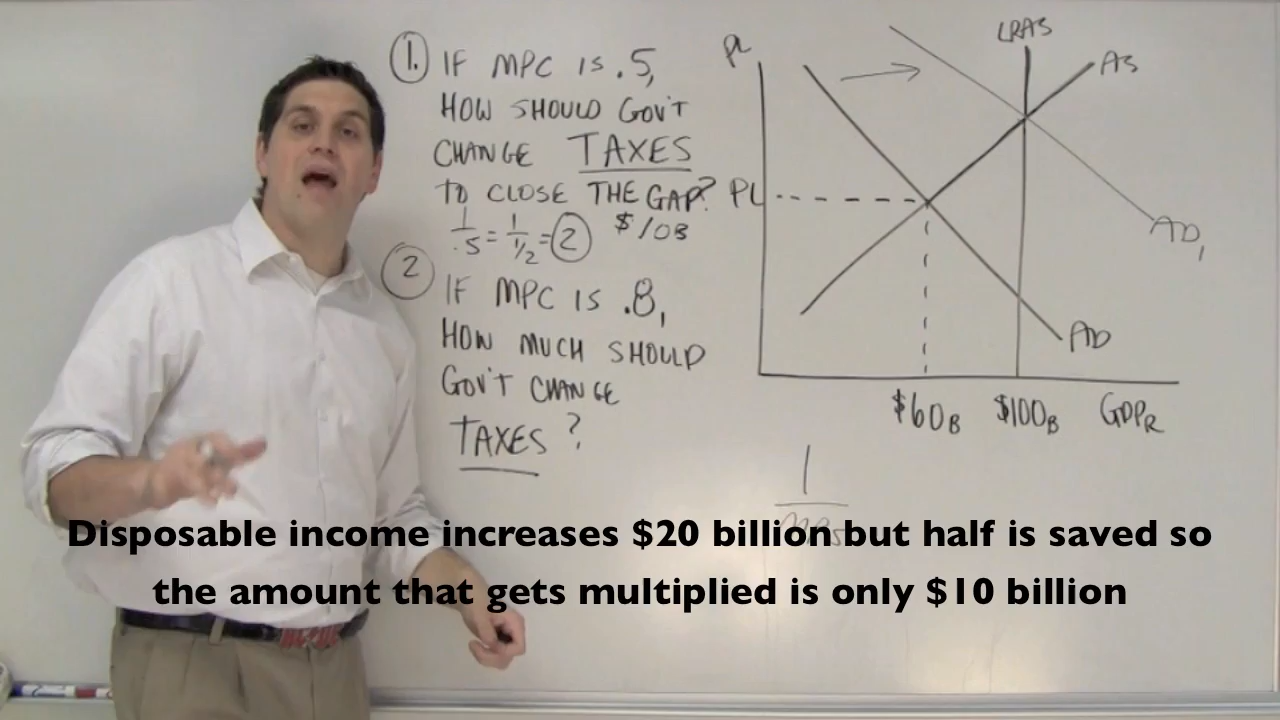 1. IF MPC IS .5,
HOW SHOULD GOV'T
CHANGE TAXES
TO CLOSE THE GAP?
1/.5 = 1/1/2 = 2 $10B
2 IF MPC IS .8,
HOW MUCH SHOULD
GOV'T CHANGE
TAXES?
PL
LRAS
AS
PL
AD1
AD
$60B $100B GDPR
1
Disposable income increases $20 billion but half is saved so
the amount that gets multiplied is only $10 billion